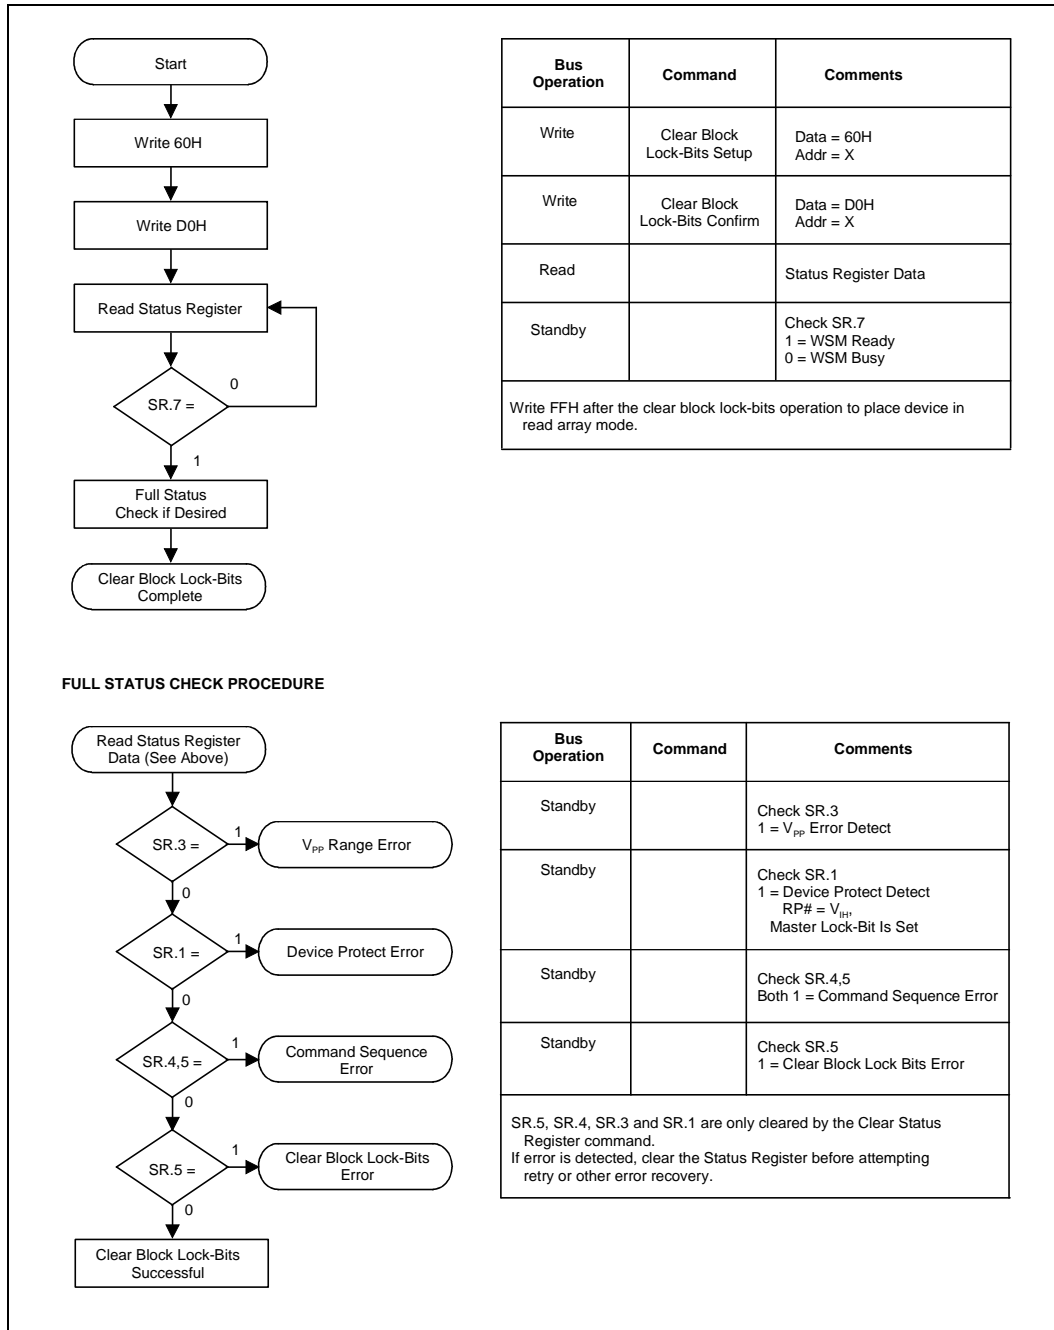 Start
Write 60H
Write D0H
Read Status Register
0
SR.7 =
1
Full Status
Check if Desired
Clear Block Lock-Bits
Complete
Bus
Operation
Command
Comments
Write
Clear Block
Lock-Bits Setup
Data = 60H
Addr = X
Write
Clear Block
Lock-Bits Confirm
Data = D0H
Addr = X
Read
Status Register Data
Standby
Check SR.7
1 = WSM Ready
0 = WSM Busy
Write FFH after the clear block lock-bits operation to place device in
read array mode.
FULL STATUS CHECK PROCEDURE
Read Status Register
Data (See Above)
SR.3 =
1
VPP Range Error
0
SR.1 =
1
Device Protect Error
0
SR.4,5 =
1
Command Sequence
Error
0
SR.5 =
1
Clear Block Lock-Bits
Error
0
Clear Block Lock-Bits
Successful
Bus
Operation
Command
Comments
Standby
Check SR.3
1 = VPP Error Detect
Standby
Check SR.1
1 = Device Protect Detect
RP# = VIH,
Master Lock-Bit Is Set
Standby
Check SR.4,5
Both 1 = Command Sequence Error
Standby
Check SR.5
1 = Clear Block Lock Bits Error
SR.5, SR.4, SR.3 and SR.1 are only cleared by the Clear Status
Register command.
If error is detected, clear the Status Register before attempting
retry or other error recovery.